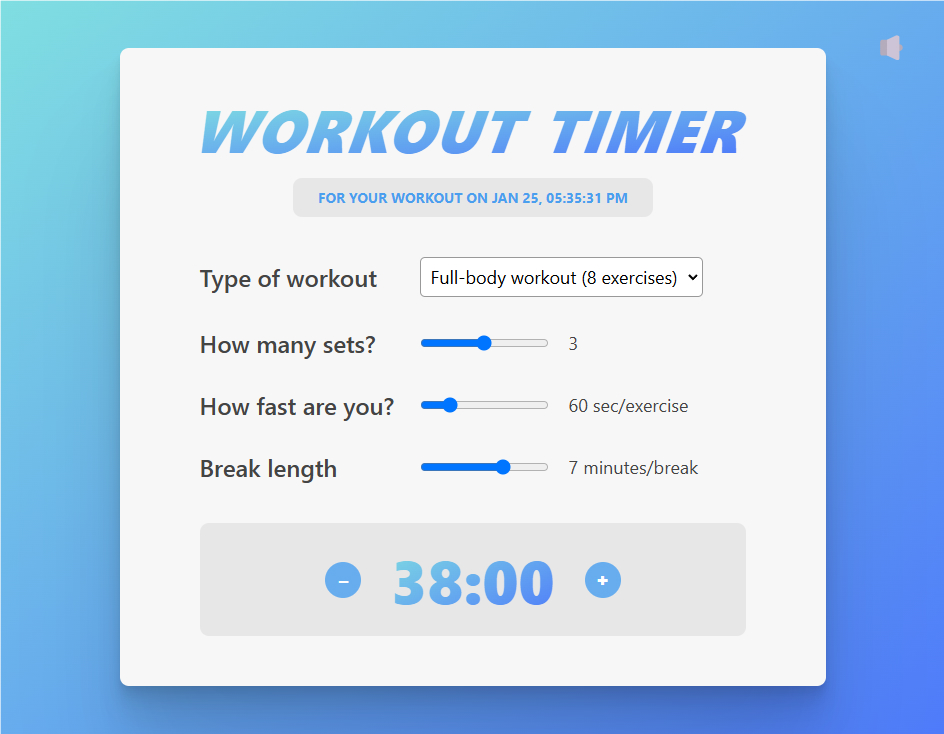 WORKOUT TIMER
FOR YOUR WORKOUT ON JAN 25, 05:35:31 PM
Type of workout Full-body workout (8 exercises)
How many sets? 3
How fast are you? 60 sec/exercise
Break length 7 minutes/break
– 38:00 +